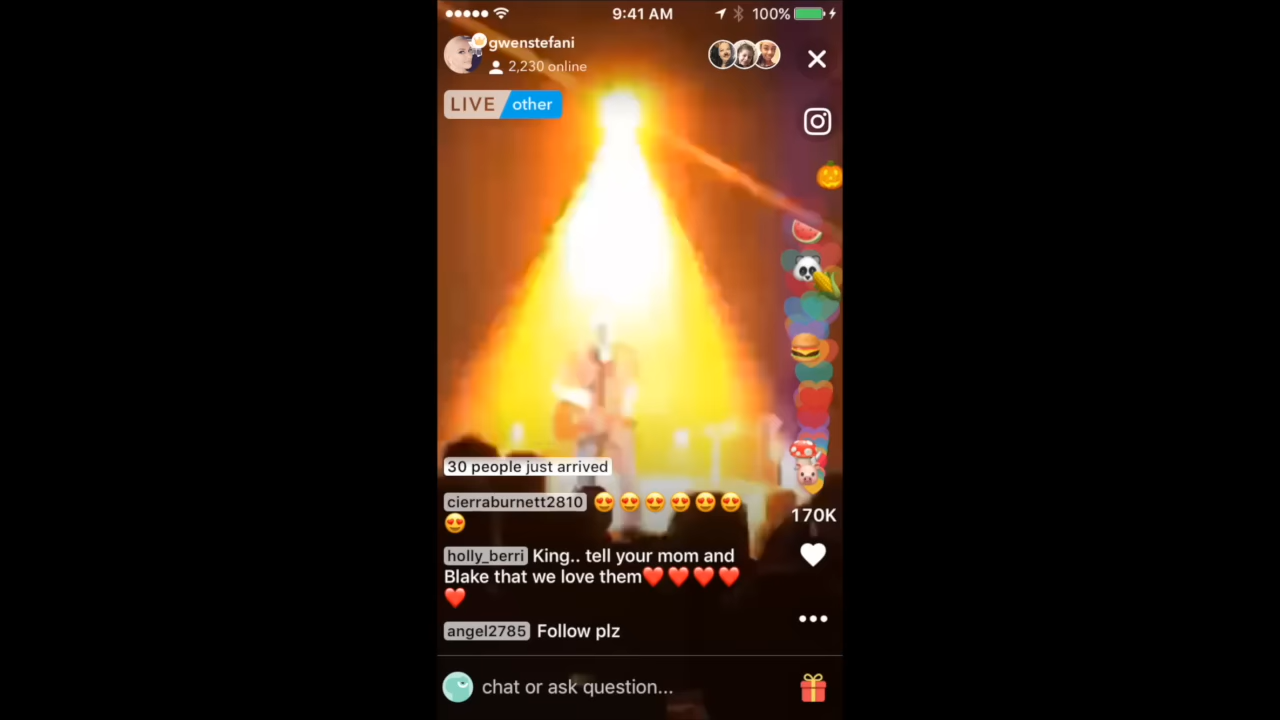 9:41 AM 100%
gwenstefani
2,230 online
LIVE other
30 people just arrived
cierraburnett2810 😍😍😍😍😍😍
😍
170K
holly_berri King.. tell your mom and
Blake that we love them❤️❤️❤️❤️
❤️
angel2785 Follow plz
chat or ask question...